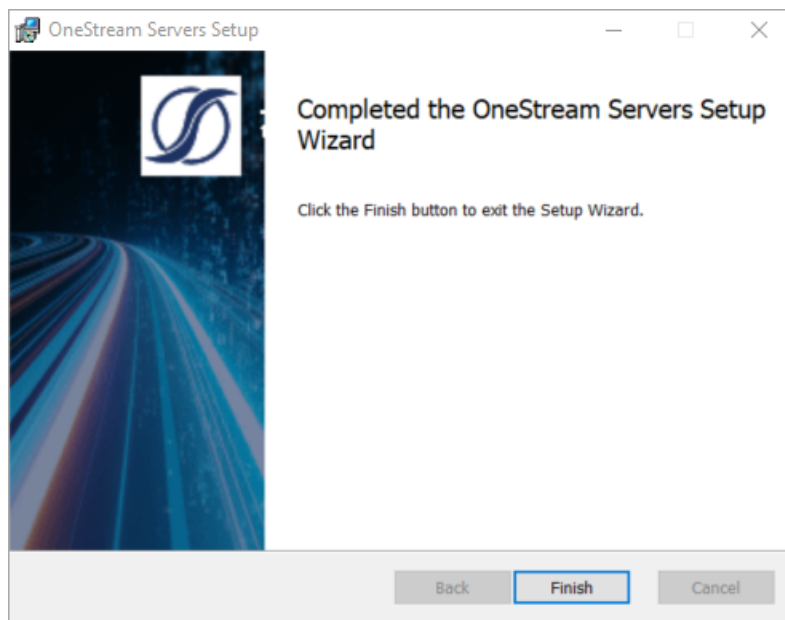 OneStream Servers Setup
Completed the OneStream Servers Setup
Wizard
Click the Finish button to exit the Setup Wizard.
Back
Finish
Cancel